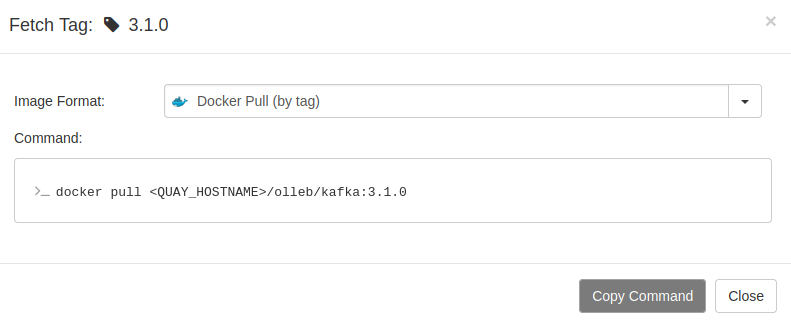 Fetch Tag: 3.1.0
×
Image Format: Docker Pull (by tag)
Command:
docker pull <QUAY_HOSTNAME>/olleb/kafka:3.1.0
Copy Command Close